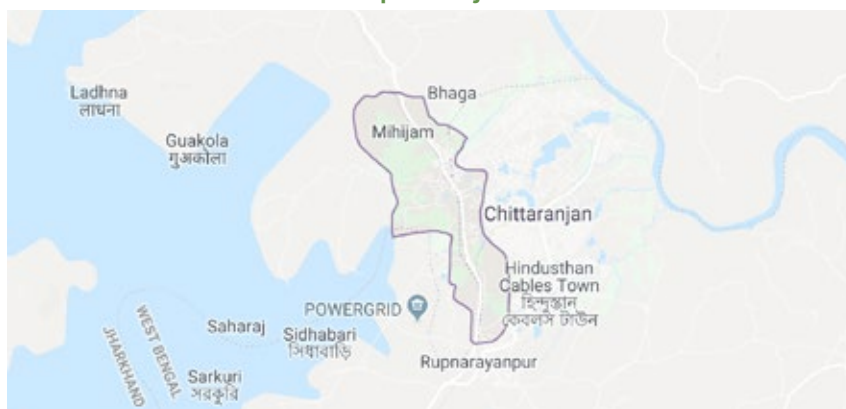 Bhaga
Ladhna
লাধনা
Mihijam
Guakola
गुअकोला
Chittaranjan
Hindusthan
Cables Town
হিন্দুস্তান
কেবলস টাউন
POWERGRID
Saharaj
Sidhabari
সিধাবাড়ি
WEST BENGAL
JHARKHAND
Rupnarayanpur
Sarkuri
সরকুরি